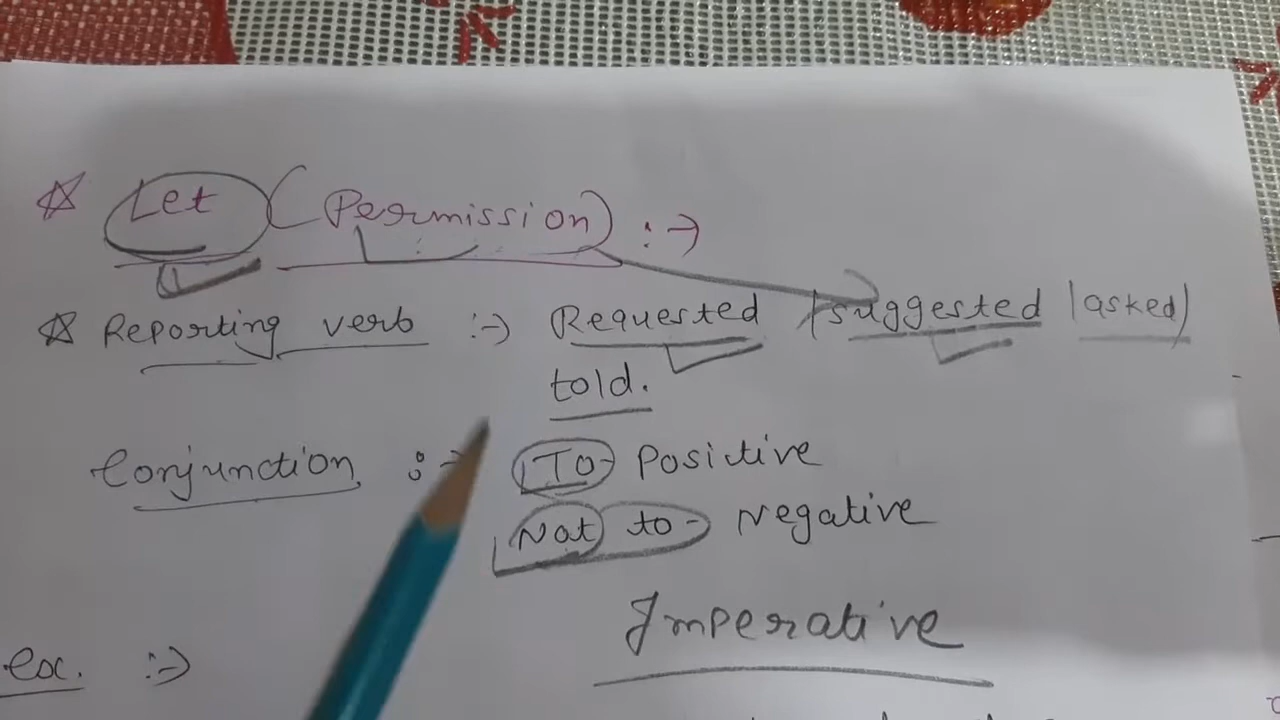 ☆ Let (Permission) :→
☆ Reporting verb :-) Requested /suggested |asked)
told.
Conjunction :- To - Positive
Not to - Negative
Imperative
ex. :→